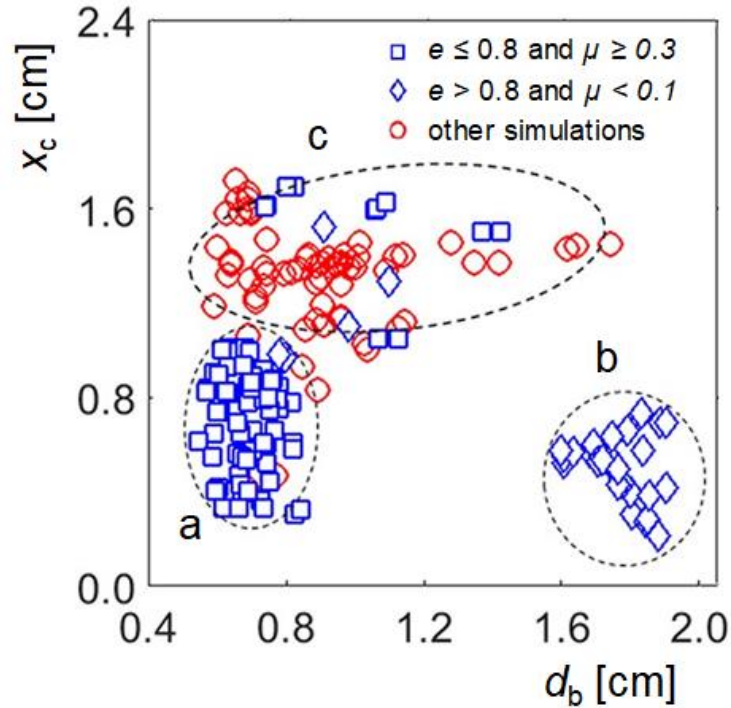 2.4
e ≤ 0.8 and μ ≥ 0.3
e > 0.8 and μ < 0.1
other simulations
x_c [cm]
c
1.6
0.8
b
a
0.0
0.4 0.8 1.2 1.6 2.0
d_b [cm]